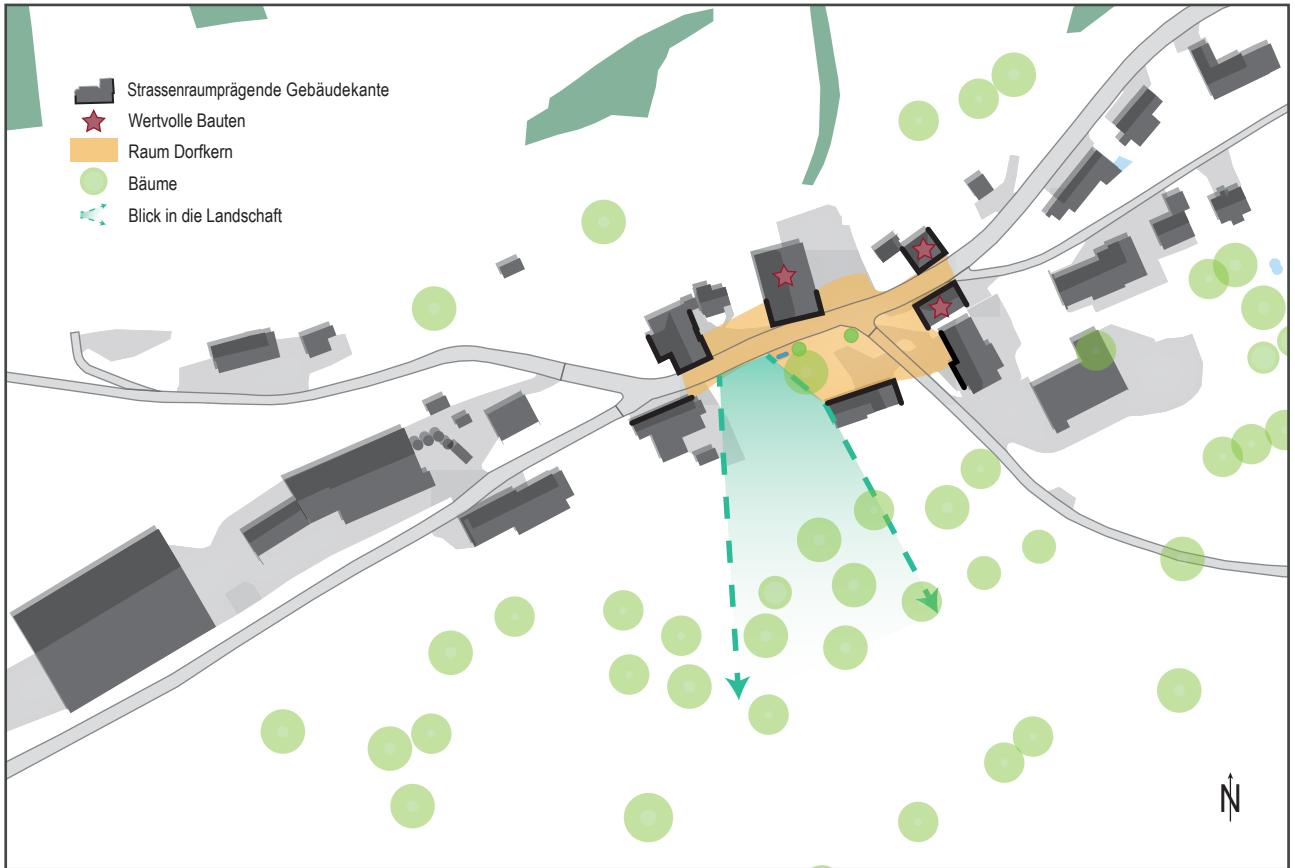 Strassenraumprägende Gebäudekante
Wertvolle Bauten
Raum Dorfkern
Bäume
Blick in die Landschaft
N